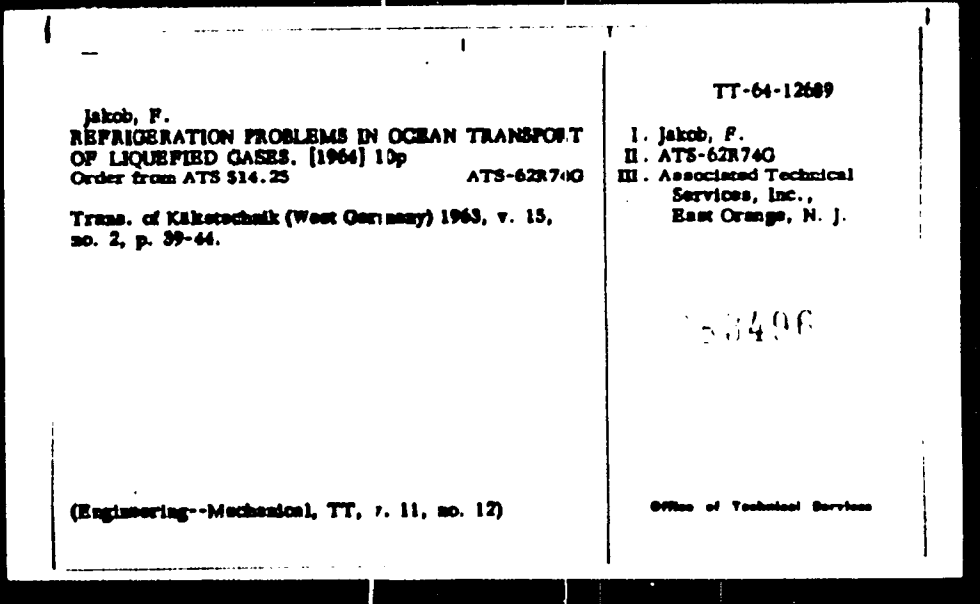 Jakob, F.
REFRIGERATION PROBLEMS IN OCEAN TRANSPORT
OF LIQUEFIED GASES. [1964] 10p
Order from ATS $14.25 ATS-62R74G
Trans. of Kältetechnik (West Germany) 1963, v. 15,
no. 2, p. 39-44.
(Engineering--Mechanical, TT, v. 11, no. 12)
TT-64-12689
I. Jakob, F.
II. ATS-62R74G
III. Associated Technical
Services, Inc.,
East Orange, N. J.
Office of Technical Services